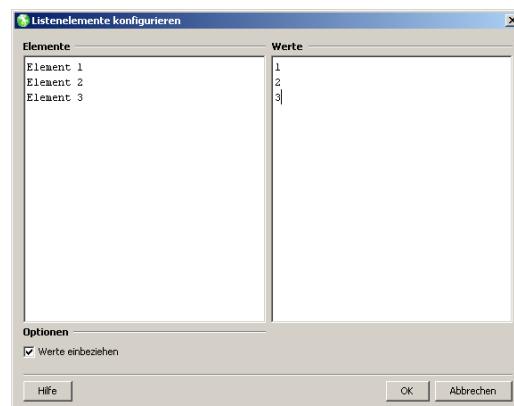 Listenelemente konfigurieren
Elemente
Element 1
Element 2
Element 3
Werte
1
2
3
Optionen
Werte einbeziehen
Hilfe
OK
Abbrechen